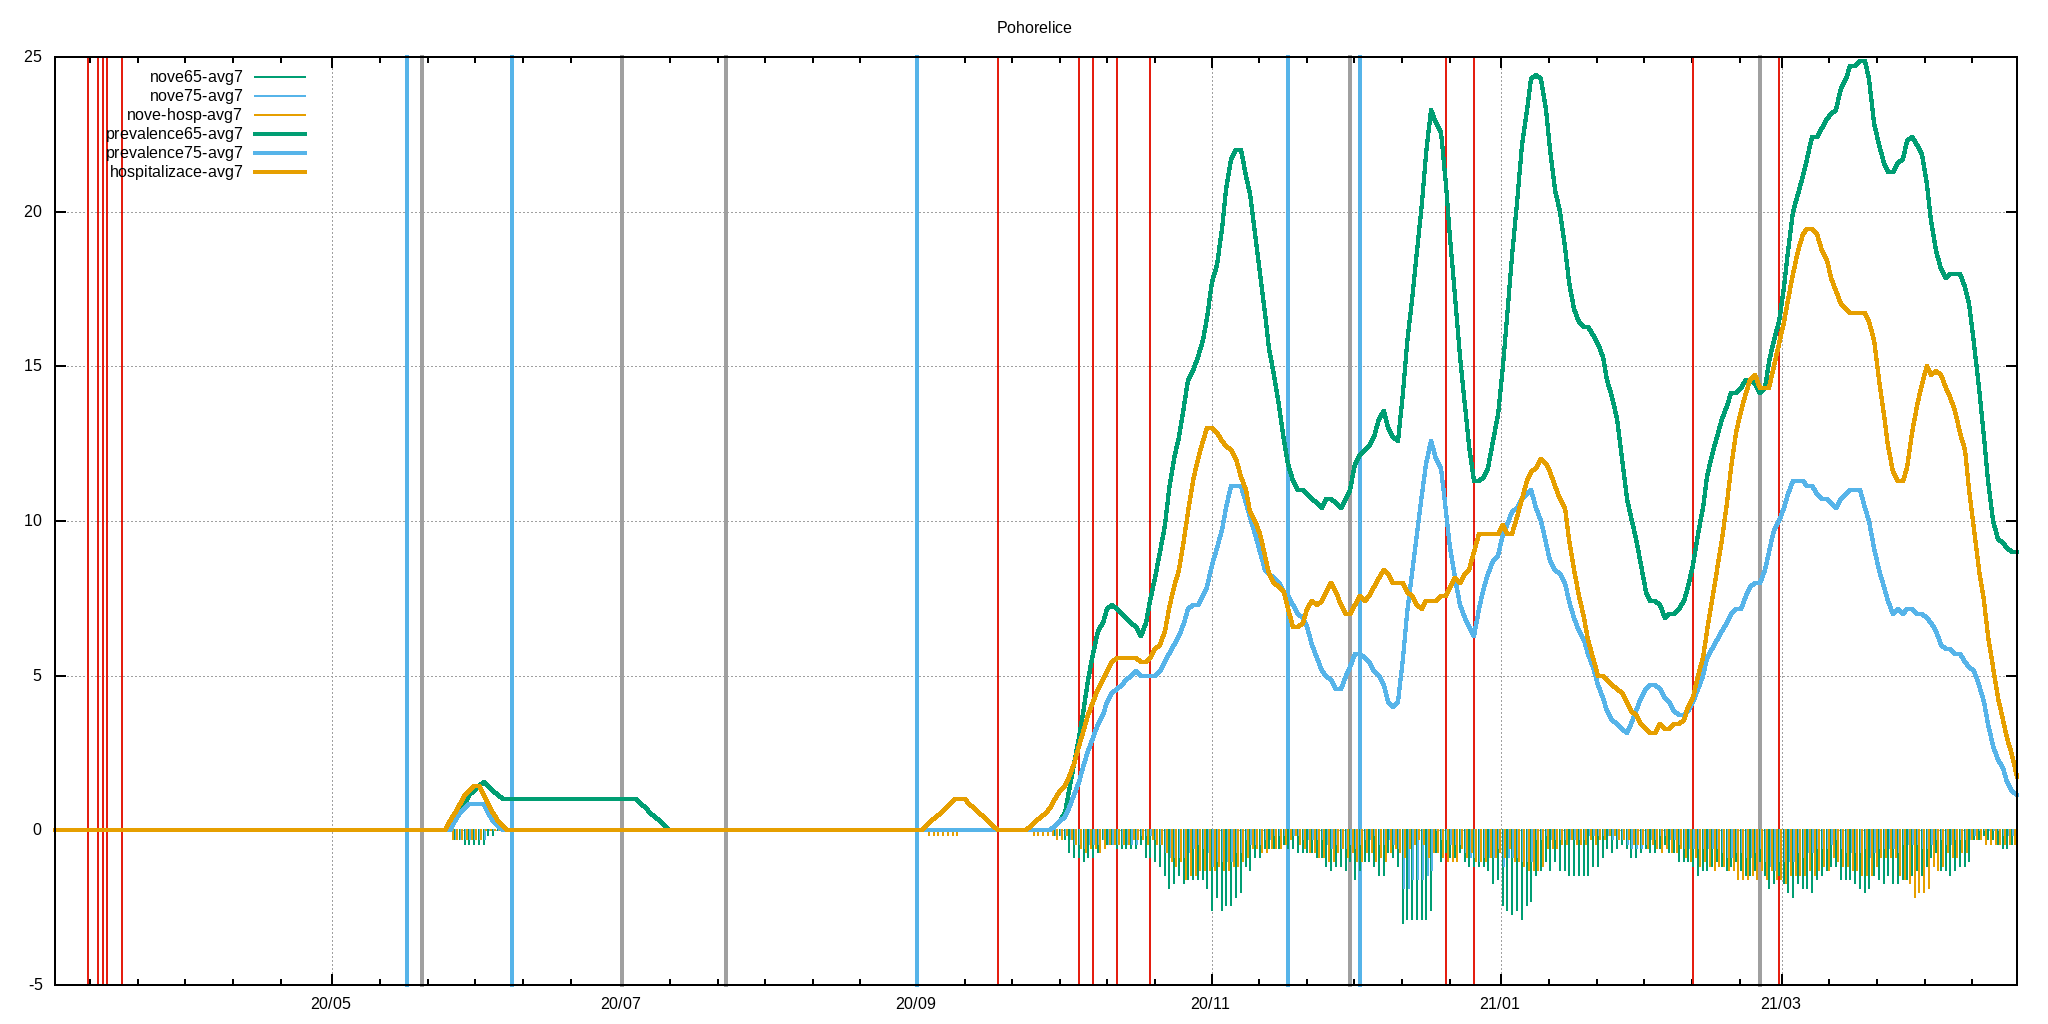 Pohorelice
25
nove65-avg7
nove75-avg7
nove-hosp-avg7
prevalence65-avg7
prevalence75-avg7
hospitalizace-avg7
20
15
10
5
0
-5
20/05 20/07 20/09 20/11 21/01 21/03